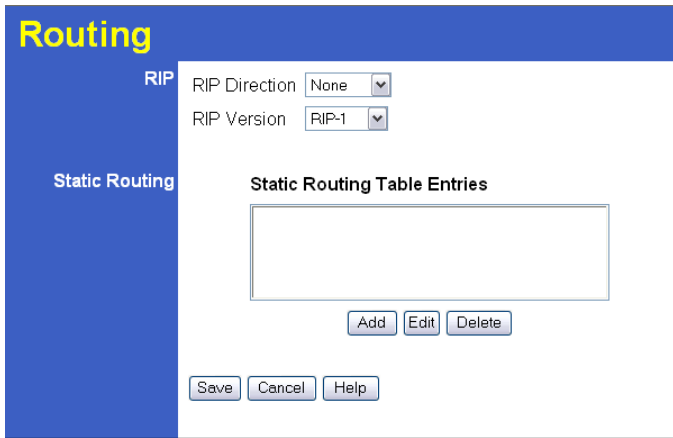 Routing
RIP
RIP Direction None
RIP Version RIP-1
Static Routing
Static Routing Table Entries
Add Edit Delete
Save Cancel Help